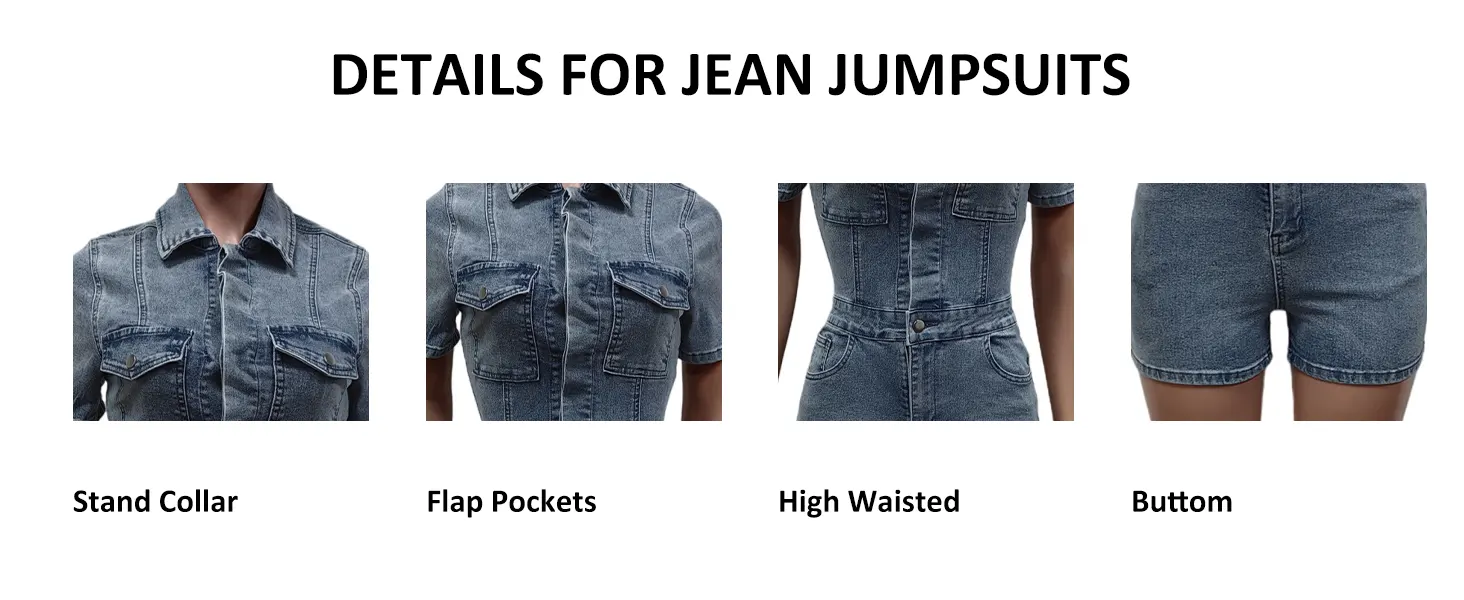 DETAILS FOR JEAN JUMPSUITS
Stand Collar
Flap Pockets
High Waisted
Buttom